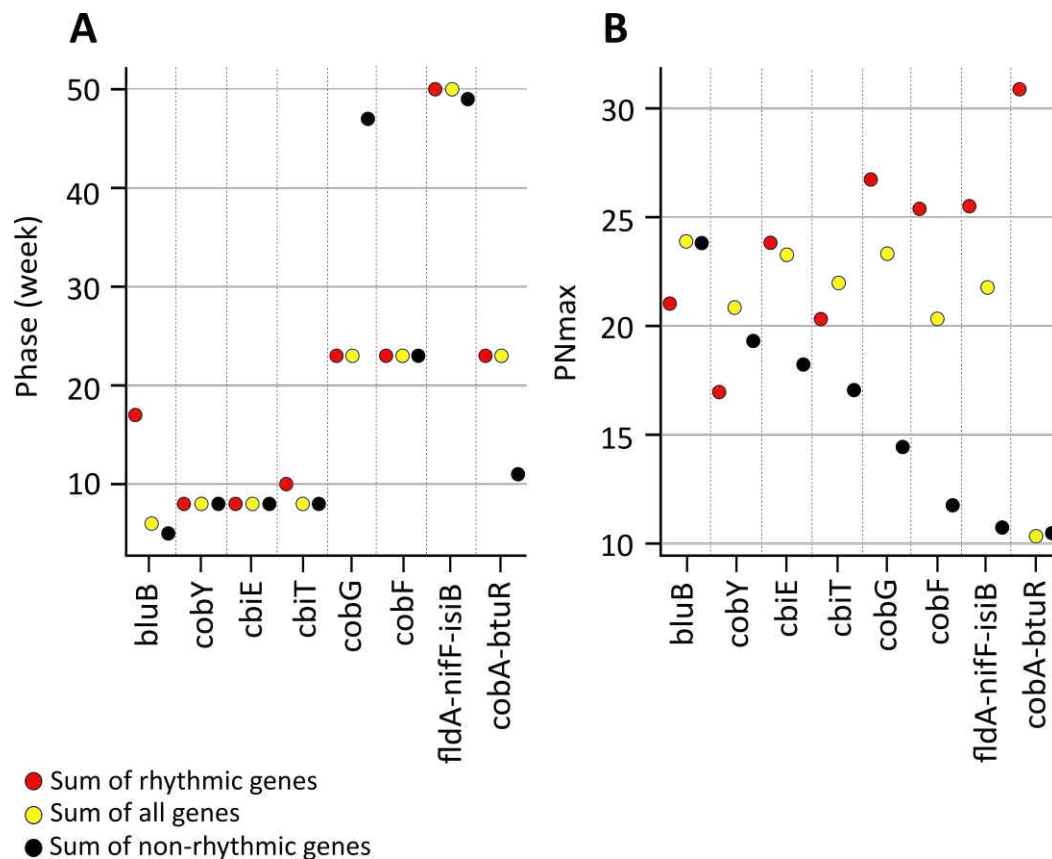 A
Phase (week)
50
40
30
20
10
bluB
cobY
cbiE
cbiT
cobG
cobF
fldA-nifF-isiB
cobA-btuR
B
PNmax
30
25
20
15
10
bluB
cobY
cbiE
cbiT
cobG
cobF
fldA-nifF-isiB
cobA-btuR
Sum of rhythmic genes
Sum of all genes
Sum of non-rhythmic genes